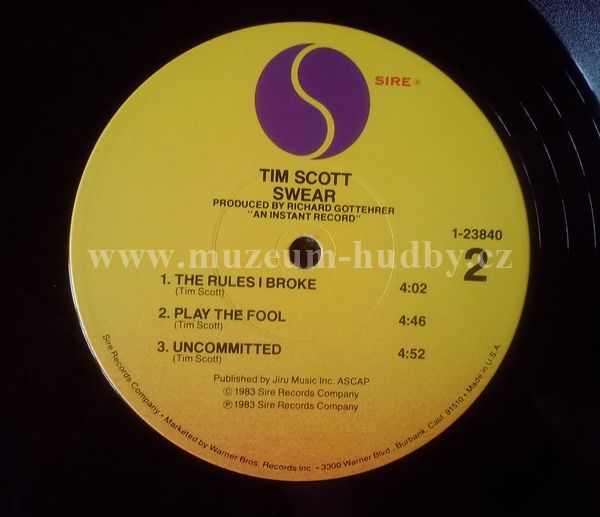 SIRE ®
TIM SCOTT
SWEAR
PRODUCED BY RICHARD GOTTEHRER
"AN INSTANT RECORD"
1-23840
2
www.muzeum-hudby.cz
1. THE RULES I BROKE 4:02
(Tim Scott)
2. PLAY THE FOOL 4:46
(Tim Scott)
3. UNCOMMITTED 4:52
(Tim Scott)
Published by Jiru Music Inc. ASCAP
© 1983 Sire Records Company
℗ 1983 Sire Records Company
Sire Records Company • Marketed by Warner Bros. Records Inc. • 3300 Warner Blvd., Burbank, Calif. 91510 • Made in U.S.A.